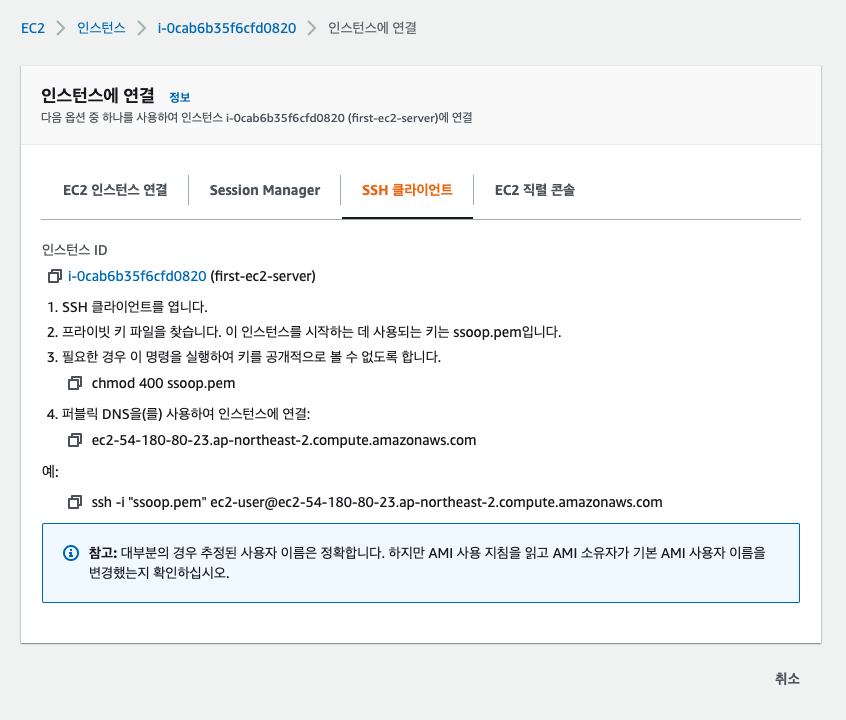 EC2 > 인스턴스 > i-0cab6b35f6cfd0820 > 인스턴스에 연결
인스턴스에 연결 정보
다음 옵션 중 하나를 사용하여 인스턴스 i-0cab6b35f6cfd0820 (first-ec2-server)에 연결
EC2 인스턴스 연결 Session Manager SSH 클라이언트 EC2 직렬 콘솔
인스턴스 ID
i-0cab6b35f6cfd0820 (first-ec2-server)
1. SSH 클라이언트를 엽니다.
2. 프라이빗 키 파일을 찾습니다. 이 인스턴스를 시작하는 데 사용되는 키는 ssoop.pem입니다.
3. 필요한 경우 이 명령을 실행하여 키를 공개적으로 볼 수 없도록 합니다.
chmod 400 ssoop.pem
4. 퍼블릭 DNS을(를) 사용하여 인스턴스에 연결:
ec2-54-180-80-23.ap-northeast-2.compute.amazonaws.com
예:
ssh -i "ssoop.pem" ec2-user@ec2-54-180-80-23.ap-northeast-2.compute.amazonaws.com
참고: 대부분의 경우 추정된 사용자 이름은 정확합니다. 하지만 AMI 사용 지침을 읽고 AMI 소유자가 기본 AMI 사용자 이름을
변경했는지 확인하십시오.
취소